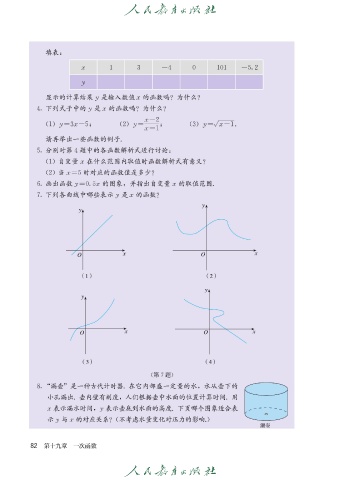 人民教育出版社
填表：
x 1 3 -4 0 101 -5.2
y
显示的计算结果 y 是输入数值 x 的函数吗？为什么？
4. 下列式子中的 y 是 x 的函数吗？为什么？
(1) y=3x-5； (2) y=\frac{x-2}{x-1}； (3) y=\sqrt{x-1}.
请再举出一些函数的例子.
5. 分别对第 4 题中的各函数解析式进行讨论：
(1) 自变量 x 在什么范围内取值时函数解析式有意义？
(2) 当 x=5 时对应的函数值是多少？
6. 画出函数 y=0.5x 的图象，并指出自变量 x 的取值范围.
7. 下列各曲线中哪些表示 y 是 x 的函数？
y O x y O x
(1) (2)
y O x y O x
(3) (4)
(第 7 题)
8. “漏壶”是一种古代计时器. 在它内部盛一定量的水，水从壶下的
小孔漏出. 壶内壁有刻度，人们根据壶中水面的位置计算时间. 用
x 表示漏水时间，y 表示壶底到水面的高度. 下页哪个图象适合表
示 y 与 x 的对应关系？(不考虑水量变化对压力的影响.)
漏壶
82 第十九章 一次函数
人民教育出版社